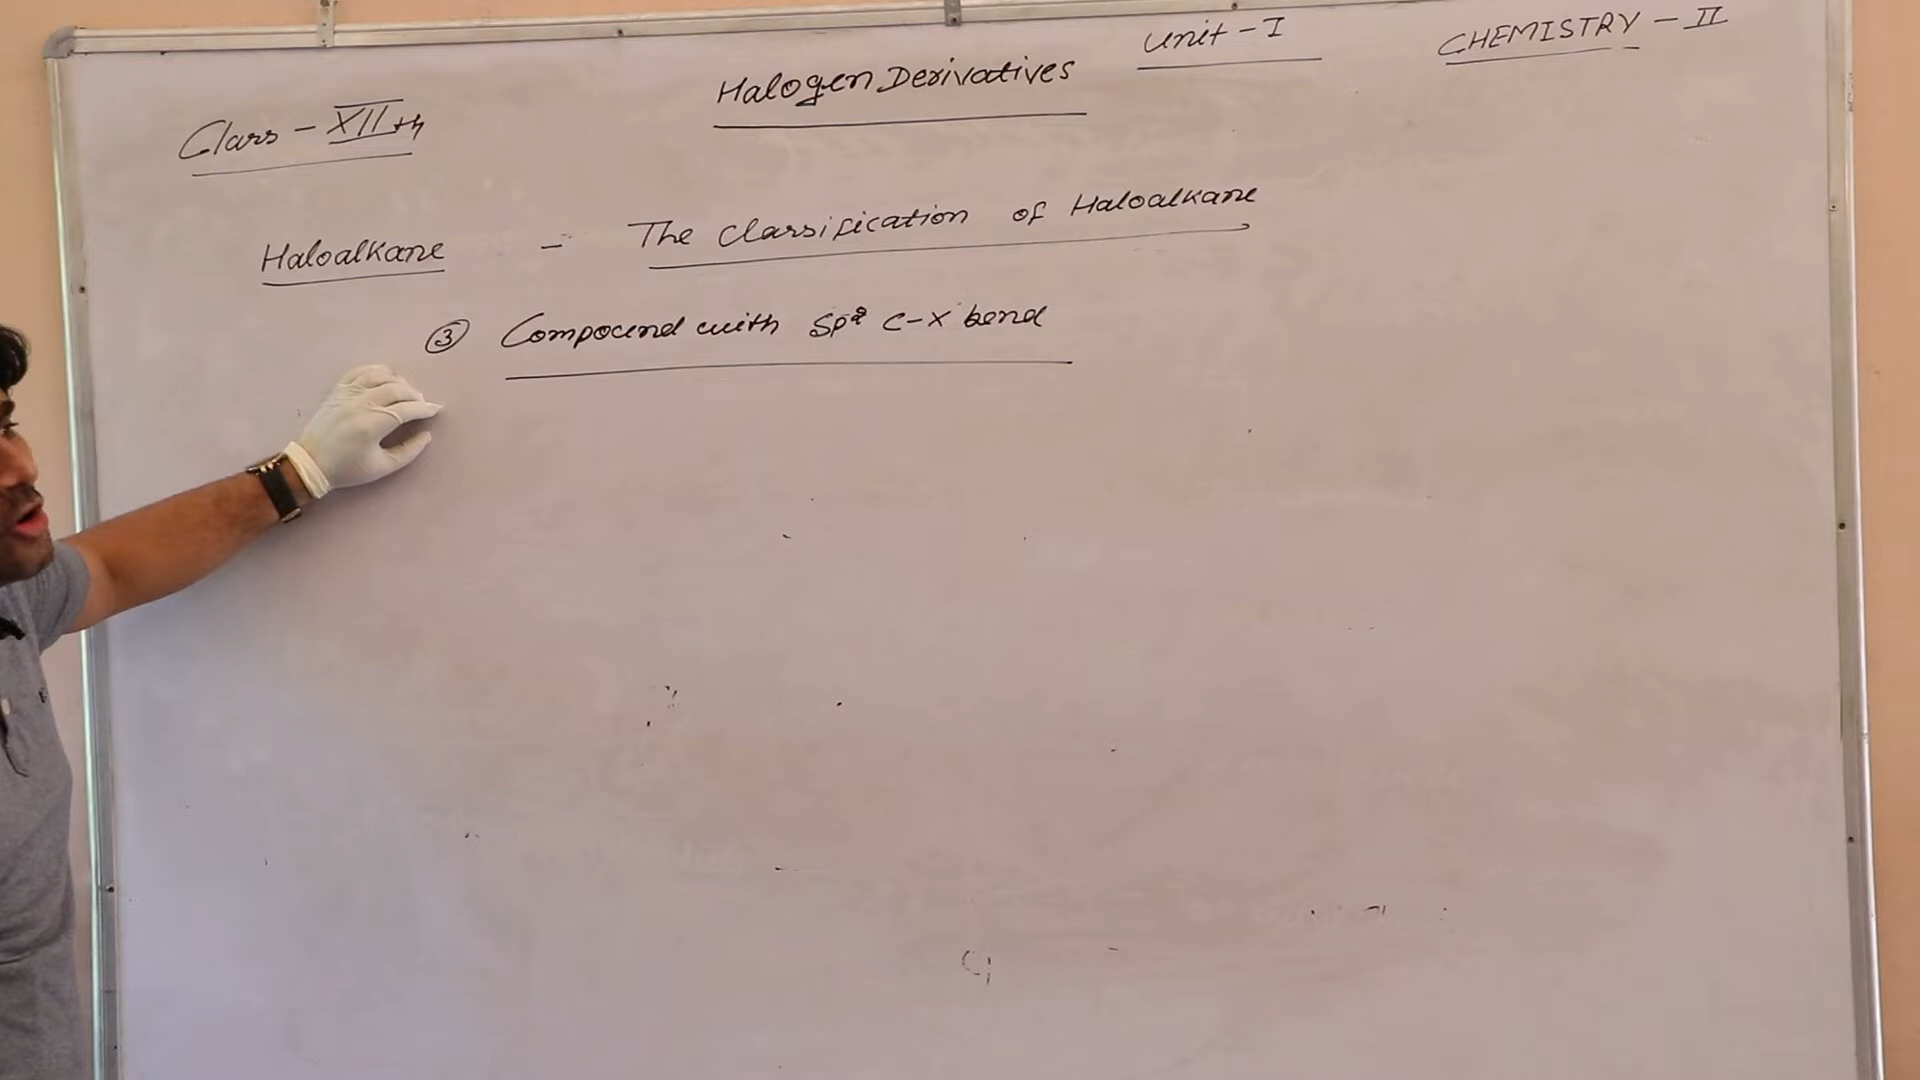 Unit - I
CHEMISTRY - II
Halogen Derivatives
Class - XIIth
Haloalkane - The Classification of Haloalkane
③ Compound with sp² C-X bond